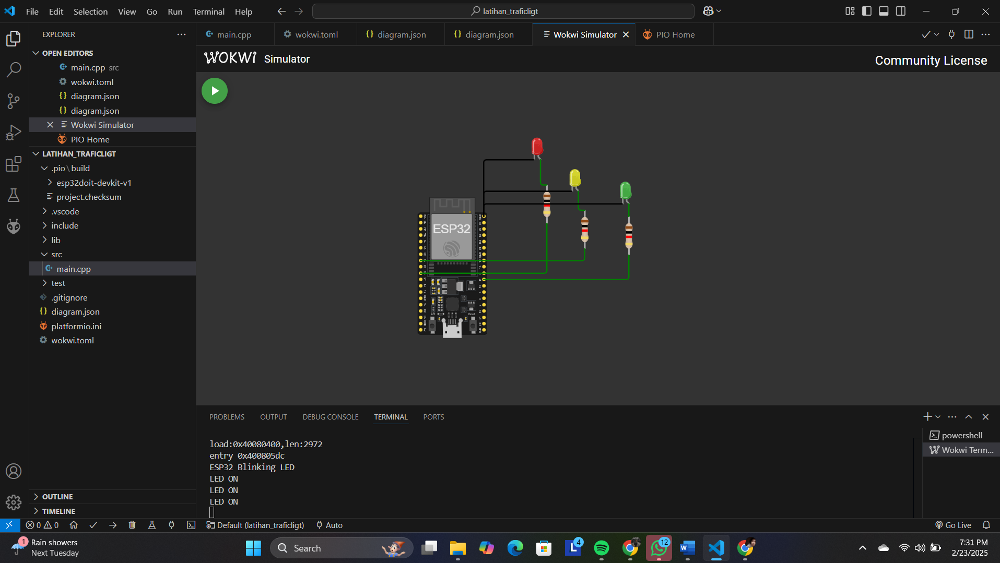 File Edit Selection View Go Run Terminal Help
latihan_traficligt
EXPLORER
OPEN EDITORS
main.cpp src
wokwi.toml
diagram.json
diagram.json
Wokwi Simulator
PIO Home
LATIHAN_TRAFICLIGT
.pio\build
esp32doit-devkit-v1
project.checksum
.vscode
include
lib
src
main.cpp
test
.gitignore
diagram.json
platformio.ini
wokwi.toml
OUTLINE
TIMELINE
main.cpp wokwi.toml diagram.json diagram.json Wokwi Simulator PIO Home
WOKWi Simulator
Community License
ESP32
EN Boot
PROBLEMS OUTPUT DEBUG CONSOLE TERMINAL PORTS
load:0x40080400,len:2972
entry 0x400805dc
ESP32 Blinking LED
LED ON
LED ON
LED ON
powershell
Wokwi Term...
0 0 Default (latihan_traficligt) Auto Go Live
1 Rain showers
Next Tuesday
Search
4
12
7:31 PM
2/23/2025